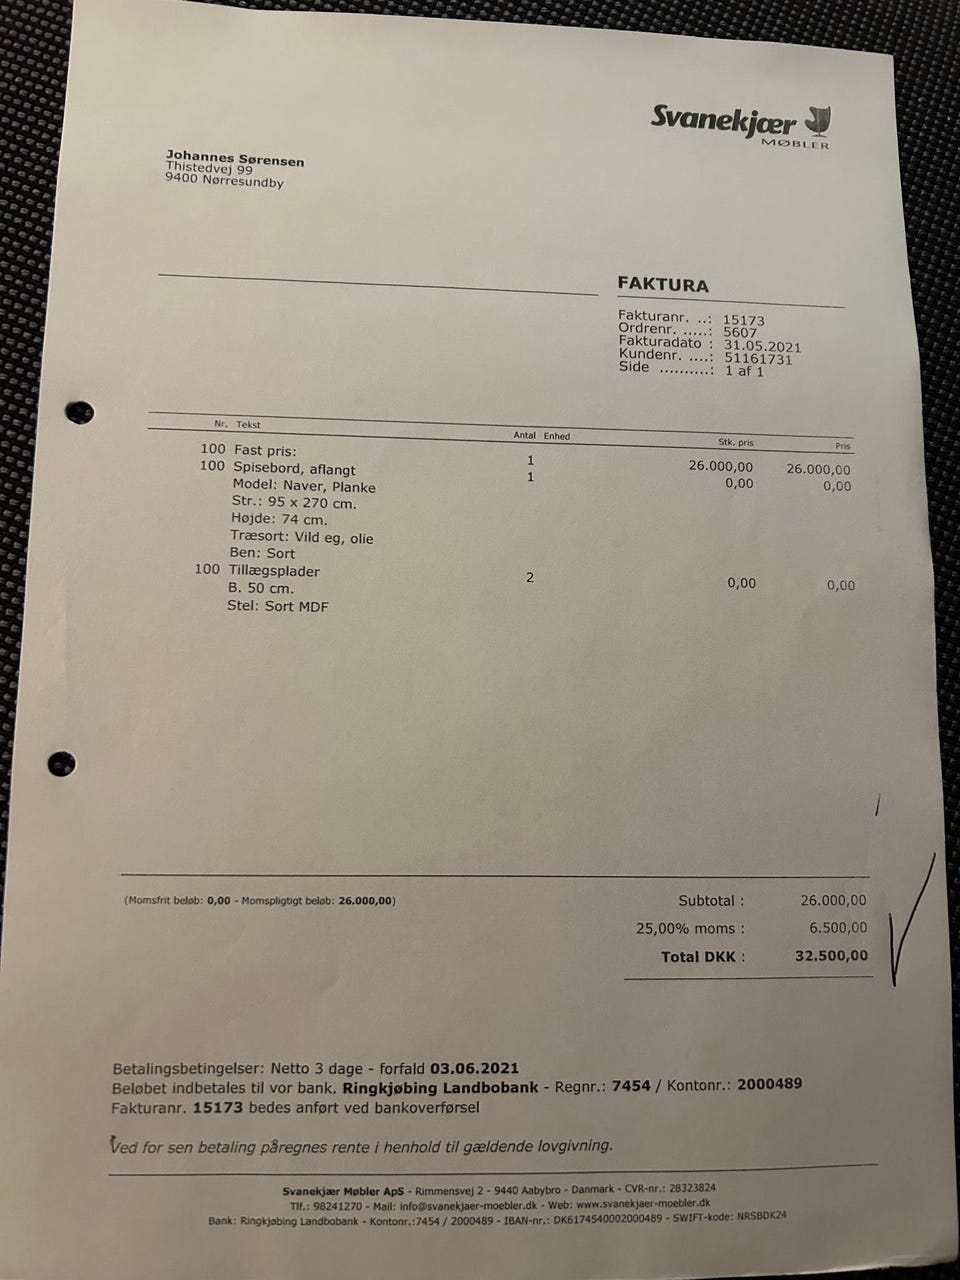 Svanekjær
MØBLER
Johannes Sørensen
Thistedvej 99
9400 Nørresundby
FAKTURA
Fakturanr. ..: 15173
Ordrenr. .....: 5607
Fakturadato : 31.05.2021
Kundenr. ....: 51161731
Side ..........: 1 af 1
Nr. Tekst Antal Enhed Stk. pris Pris
100 Fast pris: 1 26.000,00 26.000,00
100 Spisebord, aflangt 1 0,00 0,00
Model: Naver, Planke
Str.: 95 x 270 cm.
Højde: 74 cm.
Træsort: Vild eg, olie
Ben: Sort
100 Tillægsplader 2 0,00 0,00
B. 50 cm.
Stel: Sort MDF
(Momsfrit beløb: 0,00 - Momspligtigt beløb: 26.000,00) Subtotal : 26.000,00
25,00% moms : 6.500,00
Total DKK : 32.500,00
Betalingsbetingelser: Netto 3 dage - forfald 03.06.2021
Beløbet indbetales til vor bank. Ringkjøbing Landbobank - Regnr.: 7454 / Kontonr.: 2000489
Fakturanr. 15173 bedes anført ved bankoverførsel
Ved for sen betaling påregnes rente i henhold til gældende lovgivning.
Svanekjær Møbler ApS - Rimmensvej 2 - 9440 Aabybro - Danmark - CVR-nr.: 28323824
Tlf.: 98241270 - Mail: info@svanekjaer-moebler.dk - Web: www.svanekjaer-moebler.dk
Bank: Ringkjøbing Landbobank - Kontonr.:7454 / 2000489 - IBAN-nr.: DK6174540002000489 - SWIFT-kode: NRSBDK24